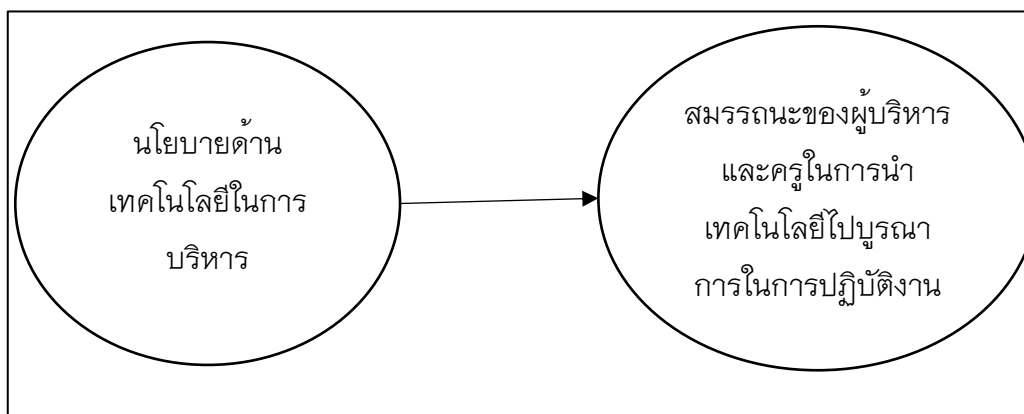 นโยบายด้าน
เทคโนโลยีในการ
บริหาร
สมรรถนะของผู้บริหาร
และครูในการนำ
เทคโนโลยีไปบูรณา
การในการปฏิบัติงาน